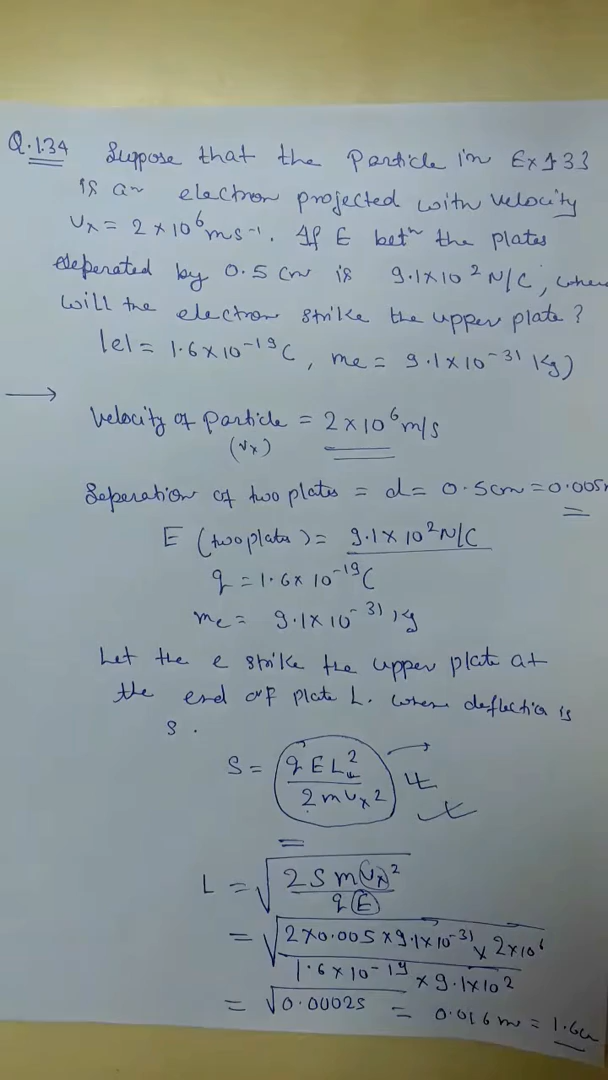 Q.1.34 Suppose that the Particle in Ex 1.33
is an electron projected with velocity
Vx = 2 × 10⁶ ms⁻¹. If E betⁿ the plates
seperated by 0.5 cm is 9.1×10² N/C, where
will the electron strike the upper plate?
|e| = 1.6×10⁻¹⁹ C, me = 9.1×10⁻³¹ kg)
→ Velocity of Particle = 2×10⁶ m/s
(Vx)
Seperation of two plates = d = 0.5cm = 0.005m
E (two plates) = 9.1×10² N/C
q = 1.6×10⁻¹⁹ C
me = 9.1×10⁻³¹ kg
Let the e strike the upper plate at
the end of plate L. where deflection is
s.
S = qEL²/2mVx²
L = √2Sm(Vx)²/qE
= √2×0.005×9.1×10⁻³¹ × 2×10⁶/1.6×10⁻¹⁹ × 9.1×10²
= √0.00025 = 0.016 m = 1.6c